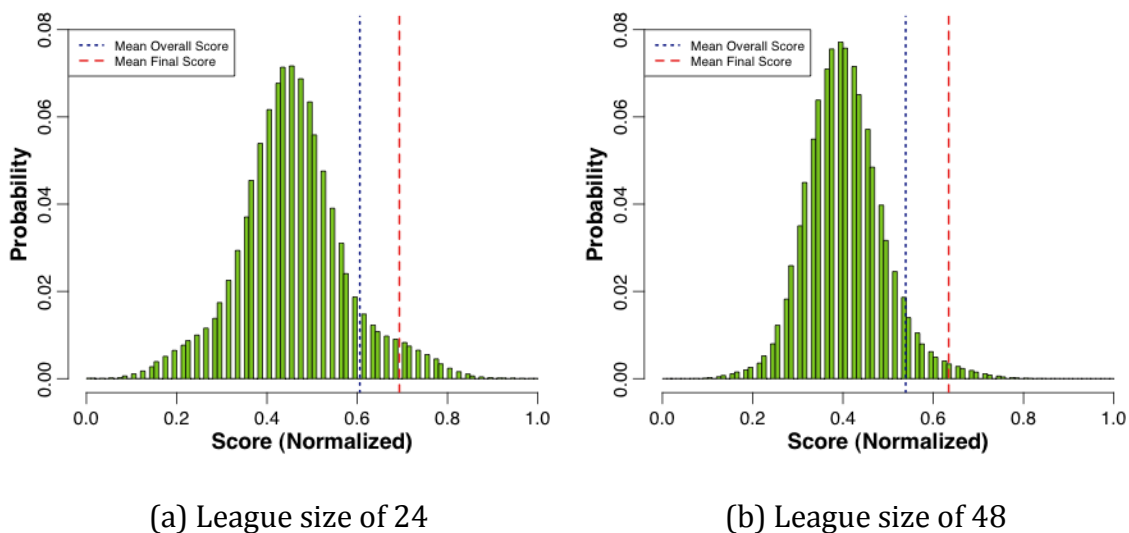 Mean Overall Score
Mean Final Score
0.00 0.02 0.04 0.06 0.08
Probability
0.0 0.2 0.4 0.6 0.8 1.0
Score (Normalized)
(a) League size of 24
Mean Overall Score
Mean Final Score
0.00 0.02 0.04 0.06 0.08
Probability
0.0 0.2 0.4 0.6 0.8 1.0
Score (Normalized)
(b) League size of 48